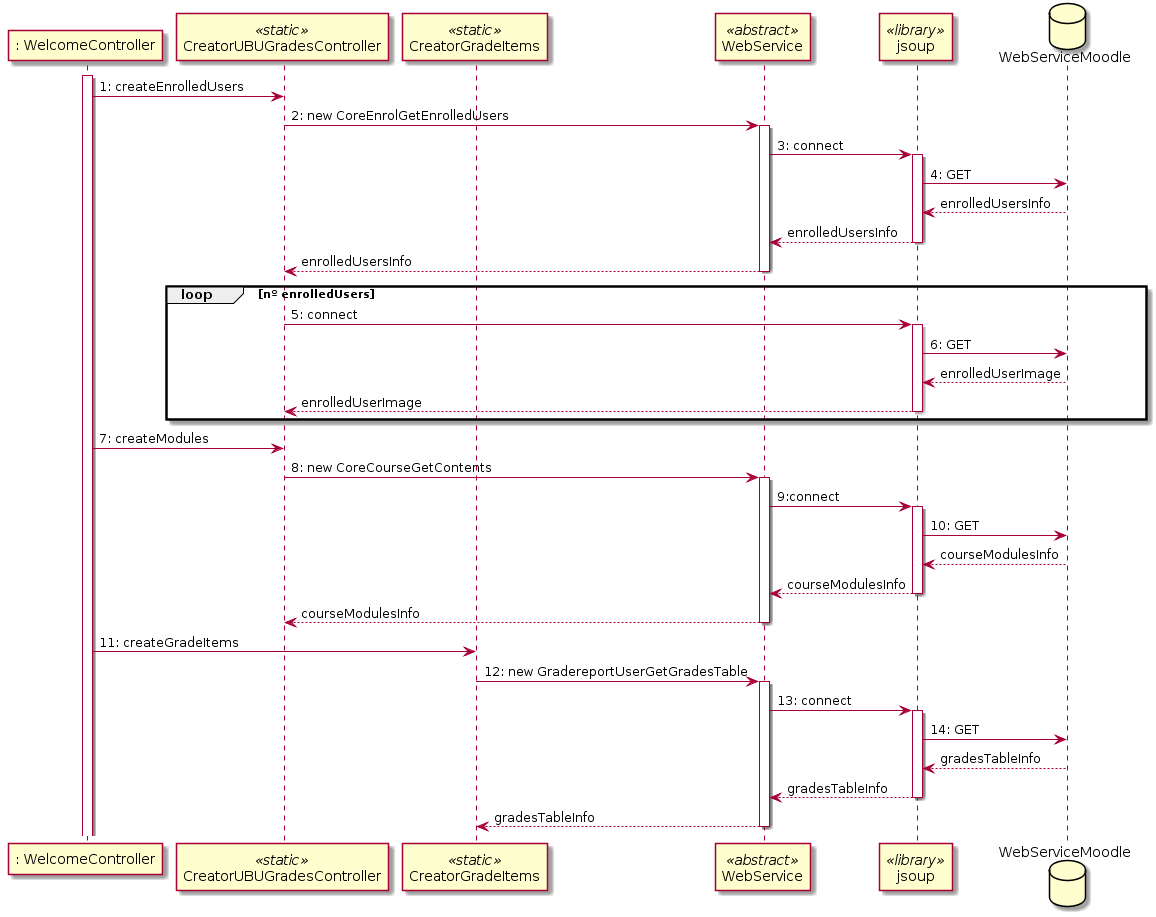 : WelcomeController
«static»
CreatorUBUGradesController
«static»
CreatorGradeItems
«abstract»
WebService
«library»
jsoup
WebServiceMoodle
1: createEnrolledUsers
2: new CoreEnrolGetEnrolledUsers
3: connect
4: GET
enrolledUsersInfo
enrolledUsersInfo
enrolledUsersInfo
loop [nº enrolledUsers]
5: connect
6: GET
enrolledUserImage
enrolledUserImage
7: createModules
8: new CoreCourseGetContents
9:connect
10: GET
courseModulesInfo
courseModulesInfo
courseModulesInfo
11: createGradeItems
12: new GradereportUserGetGradesTable
13: connect
14: GET
gradesTableInfo
gradesTableInfo
gradesTableInfo
: WelcomeController
«static»
CreatorUBUGradesController
«static»
CreatorGradeItems
«abstract»
WebService
«library»
jsoup
WebServiceMoodle